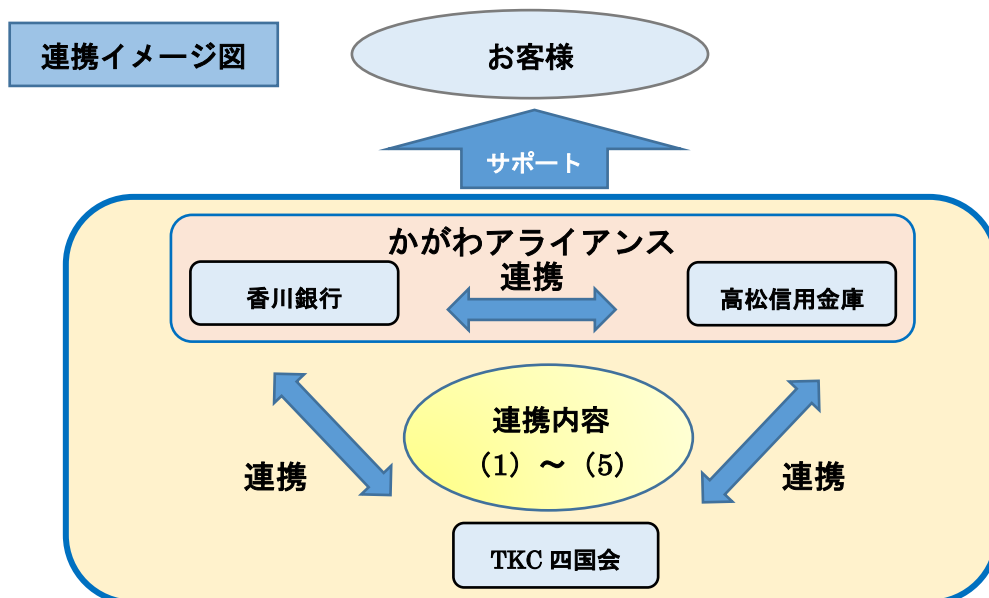 連携イメージ図
お客様
サポート
かがわアライアンス
連携
香川銀行
高松信用金庫
連携内容
（1）～（5）
連携
連携
TKC 四国会